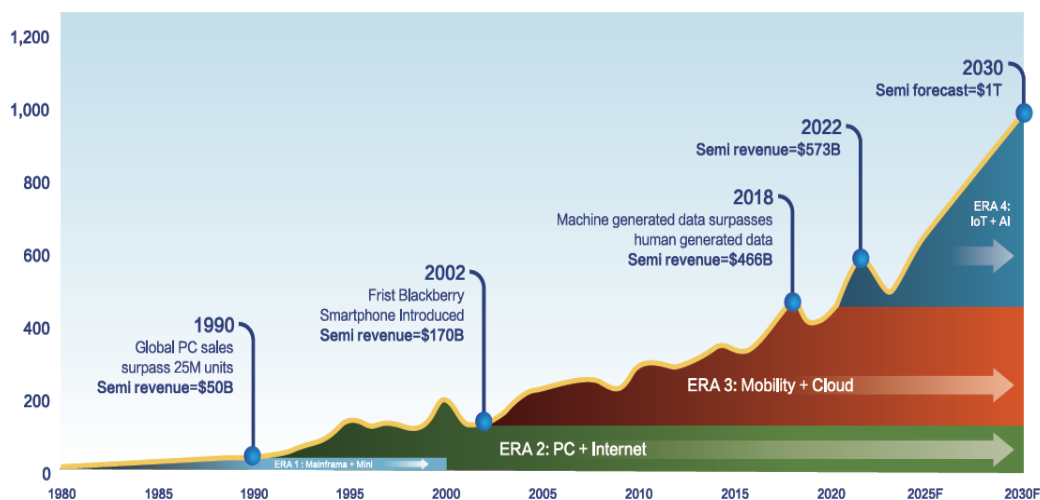 1,200
1,000
800
600
400
200
0
2030
Semi forecast=$1T
2022
Semi revenue=$573B
2018
Machine generated data surpasses
human generated data
Semi revenue=$466B
2002
Frist Blackberry
Smartphone Introduced
Semi revenue=$170B
1990
Global PC sales
surpass 25M units
Semi revenue=$50B
ERA 4:
IoT + AI
ERA 3: Mobility + Cloud
ERA 2: PC + Internet
ERA 1 : Mainframa + Mini
1980 1985 1990 1995 2000 2005 2010 2015 2020 2025F 2030F